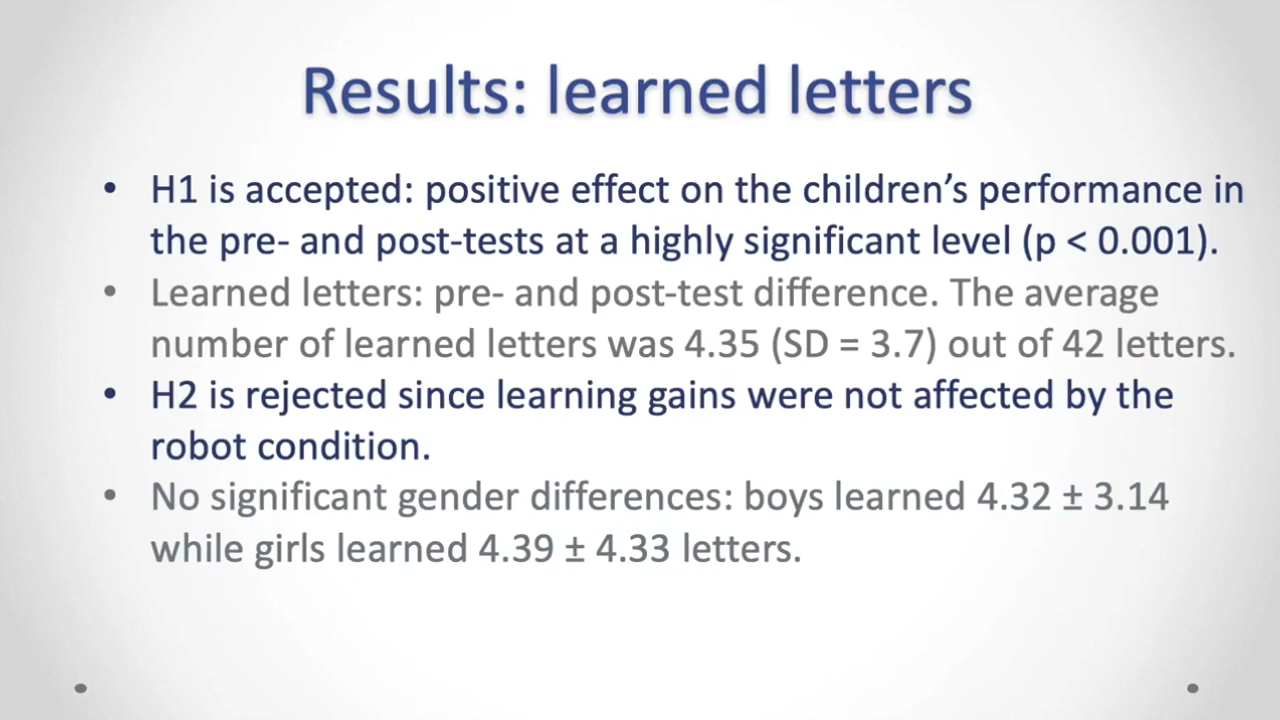 Results: learned letters
• H1 is accepted: positive effect on the children’s performance in
the pre- and post-tests at a highly significant level (p < 0.001).
• Learned letters: pre- and post-test difference. The average
number of learned letters was 4.35 (SD = 3.7) out of 42 letters.
• H2 is rejected since learning gains were not affected by the
robot condition.
• No significant gender differences: boys learned 4.32 ± 3.14
while girls learned 4.39 ± 4.33 letters.